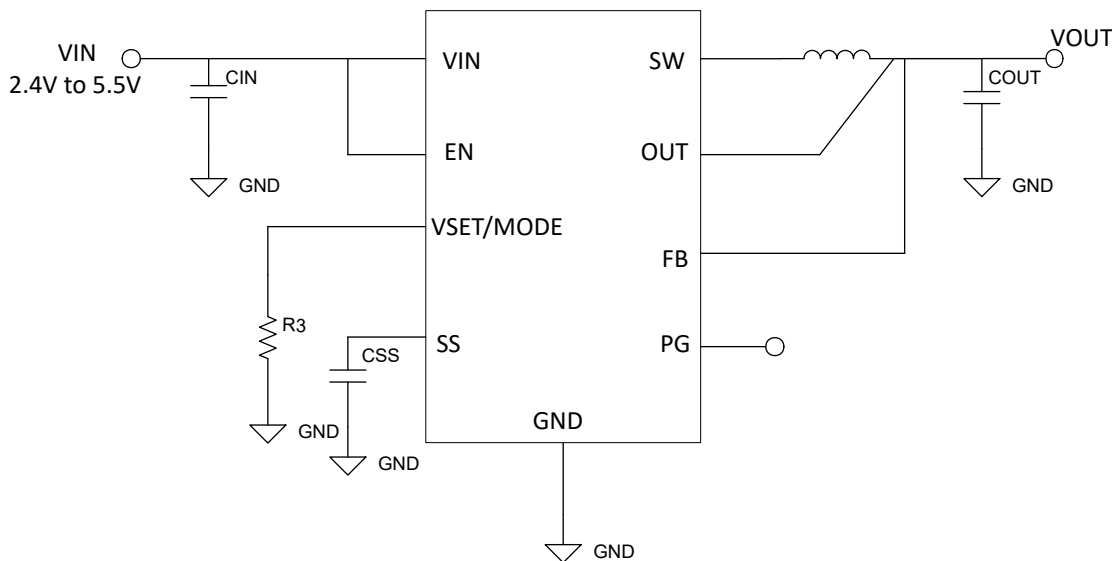 VIN
2.4V to 5.5V
CIN
GND
VIN
EN
VSET/MODE
SS
SW
OUT
FB
PG
GND
VOUT
COUT
GND
R3
GND
CSS
GND
GND